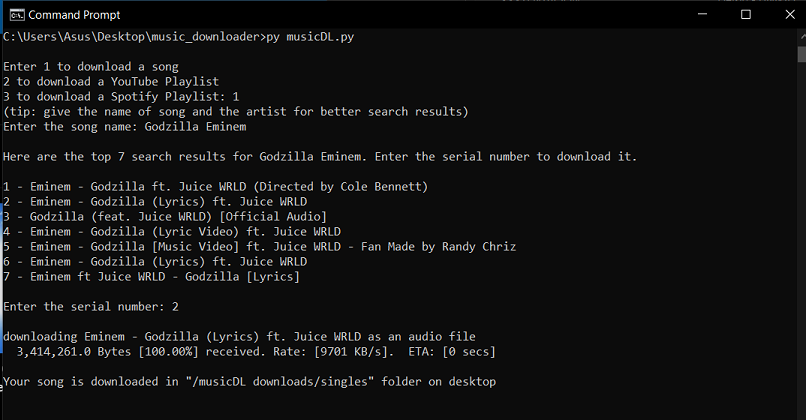 Command Prompt
C:\Users\Asus\Desktop\music_downloader>py musicDL.py
Enter 1 to download a song
2 to download a YouTube Playlist
3 to download a Spotify Playlist: 1
(tip: give the name of song and the artist for better search results)
Enter the song name: Godzilla Eminem
Here are the top 7 search results for Godzilla Eminem. Enter the serial number to download it.
1 - Eminem - Godzilla ft. Juice WRLD (Directed by Cole Bennett)
2 - Eminem - Godzilla (Lyrics) ft. Juice WRLD
3 - Godzilla (feat. Juice WRLD) [Official Audio]
4 - Eminem - Godzilla (Lyric Video) ft. Juice WRLD
5 - Eminem - Godzilla [Music Video] ft. Juice WRLD - Fan Made by Randy Chriz
6 - Eminem - Godzilla (Lyrics) ft. Juice WRLD
7 - Eminem ft Juice WRLD - Godzilla [Lyrics]
Enter the serial number: 2
downloading Eminem - Godzilla (Lyrics) ft. Juice WRLD as an audio file
3,414,261.0 Bytes [100.00%] received. Rate: [9701 KB/s].  ETA: [0 secs]
Your song is downloaded in "/musicDL downloads/singles" folder on desktop